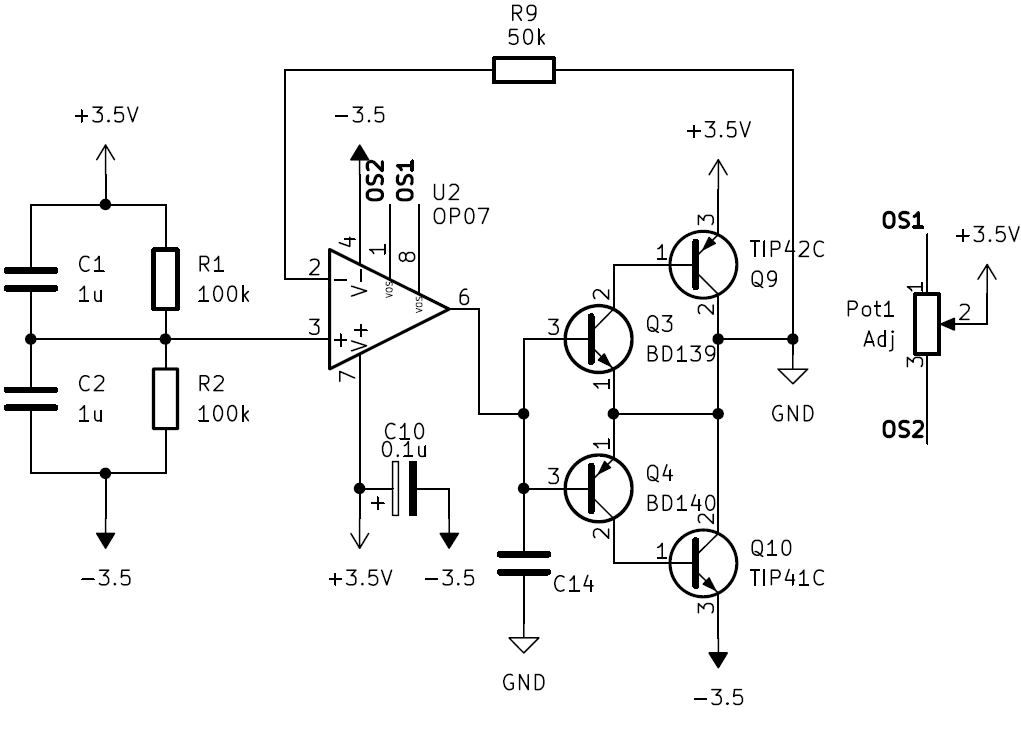 R9
50k
+3.5V
-3.5
OS2
OS1
U2
OP07
+3.5V
OS1
+3.5V
4
1
8
3
1
TIP42C
Q9
2
C1
1u
R1
100k
2
-
V-
VOS
VOS
6
2
Q3
BD139
3
1
Pot1
Adj
1
2
3
3
+
V+
7
GND
C2
1u
R2
100k
C10
0.1u
+
1
Q4
BD140
3
2
OS2
2
1
Q10
TIP41C
3
-3.5
+3.5V
-3.5
C14
GND
-3.5